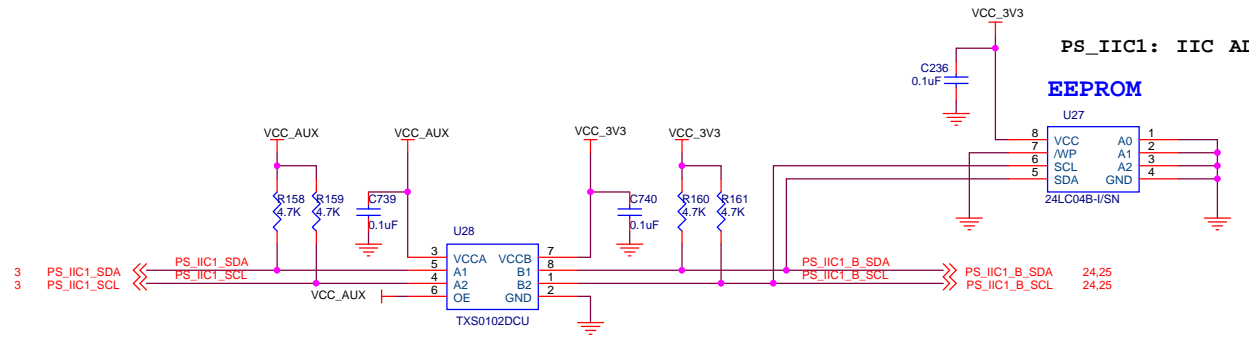 VCC_3V3
PS_IIC1: IIC AD
C236
0.1uF
EEPROM
U27
8 VCC A0 1
7 /WP A1 2
6 SCL A2 3
5 SDA GND 4
24LC04B-I/SN
VCC_AUX VCC_AUX VCC_3V3 VCC_3V3
R158 R159 C739 C740 R160 R161
4.7K 4.7K 0.1uF 0.1uF 4.7K 4.7K
U28
3 VCCA VCCB 7
5 A1 B1 8
4 A2 B2 1
6 OE GND 2
TXS0102DCU
3 PS_IIC1_SDA PS_IIC1_SDA PS_IIC1_B_SDA PS_IIC1_B_SDA 24,25
3 PS_IIC1_SCL PS_IIC1_SCL PS_IIC1_B_SCL PS_IIC1_B_SCL 24,25
VCC_AUX